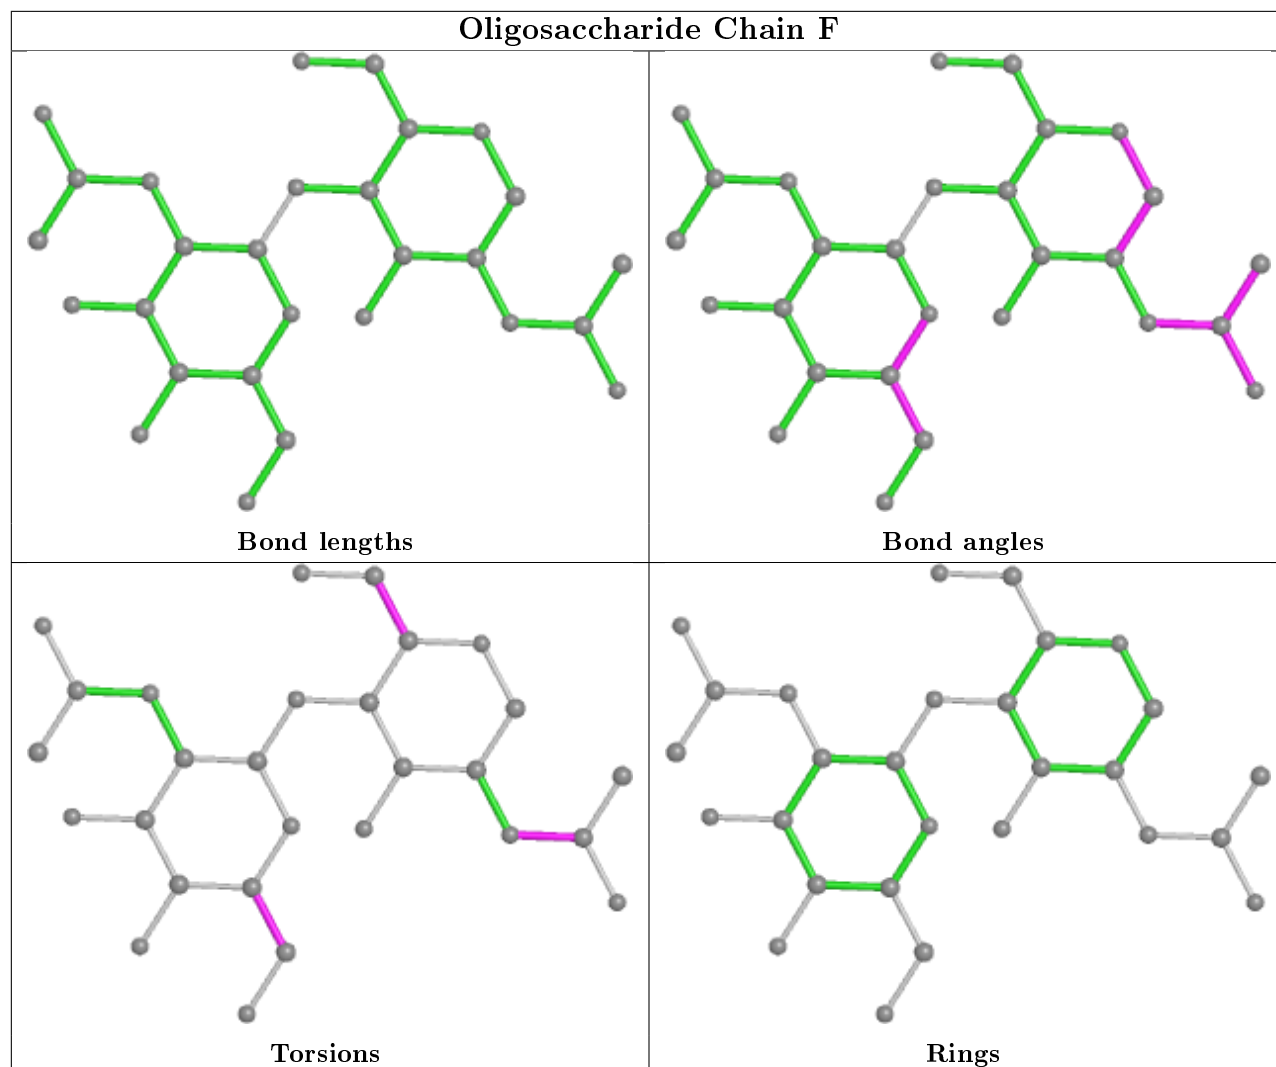 Oligosaccharide Chain F
Bond lengths
Bond angles
Torsions
Rings